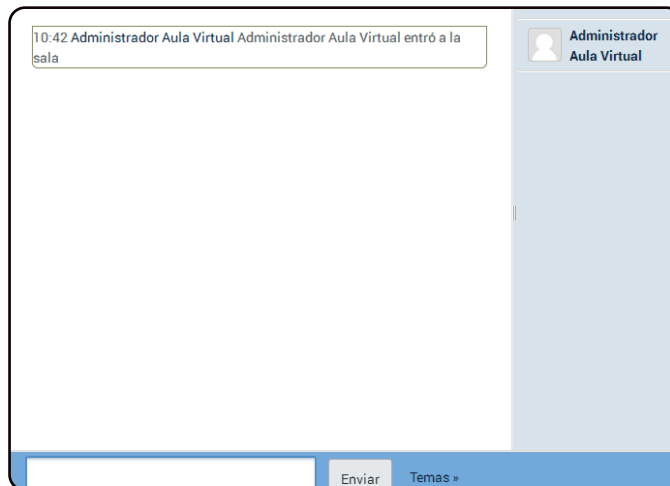 10:42 Administrador Aula Virtual Administrador Aula Virtual entró a la
sala
Administrador
Aula Virtual
Enviar
Temas »